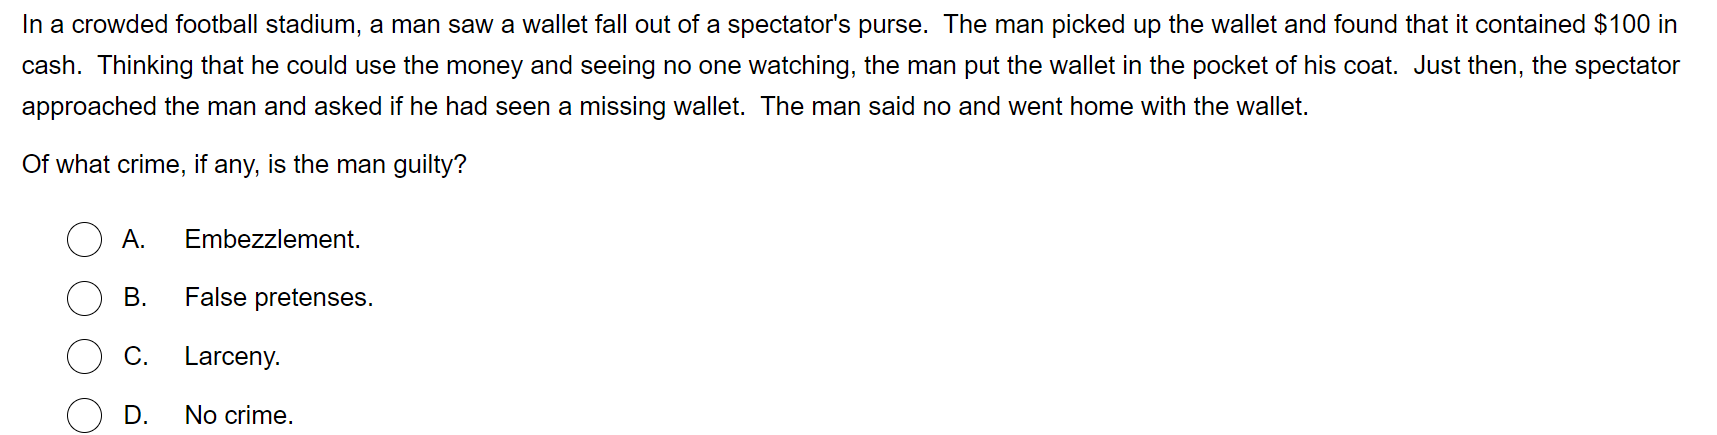 In a crowded football stadium, a man saw a wallet fall out of a spectator's purse.  The man picked up the wallet and found that it contained $100 in
cash.  Thinking that he could use the money and seeing no one watching, the man put the wallet in the pocket of his coat.  Just then, the spectator
approached the man and asked if he had seen a missing wallet.  The man said no and went home with the wallet.
Of what crime, if any, is the man guilty?
A. Embezzlement.
B. False pretenses.
C. Larceny.
D. No crime.